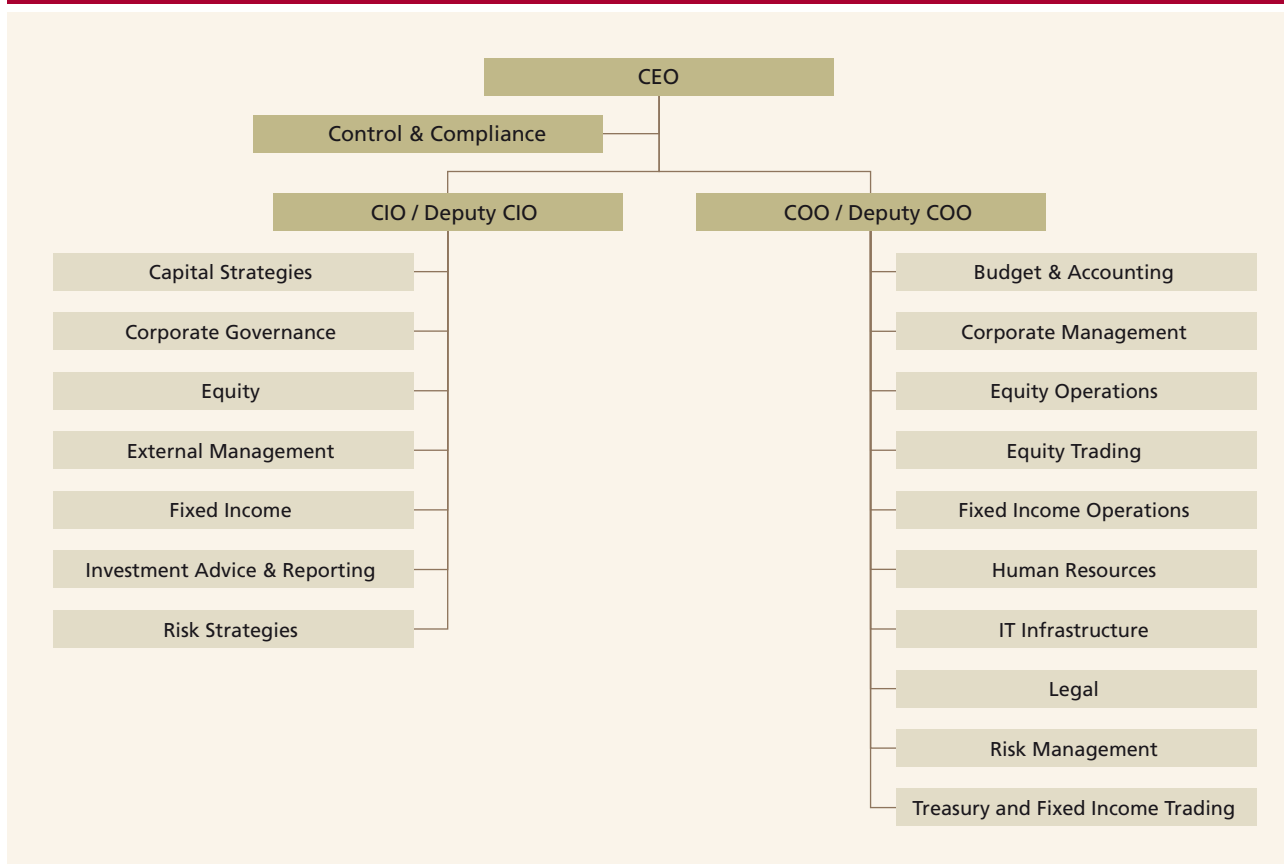 CEO
Control & Compliance
CIO / Deputy CIO
COO / Deputy COO
Capital Strategies
Corporate Governance
Equity
External Management
Fixed Income
Investment Advice & Reporting
Risk Strategies
Budget & Accounting
Corporate Management
Equity Operations
Equity Trading
Fixed Income Operations
Human Resources
IT Infrastructure
Legal
Risk Management
Treasury and Fixed Income Trading